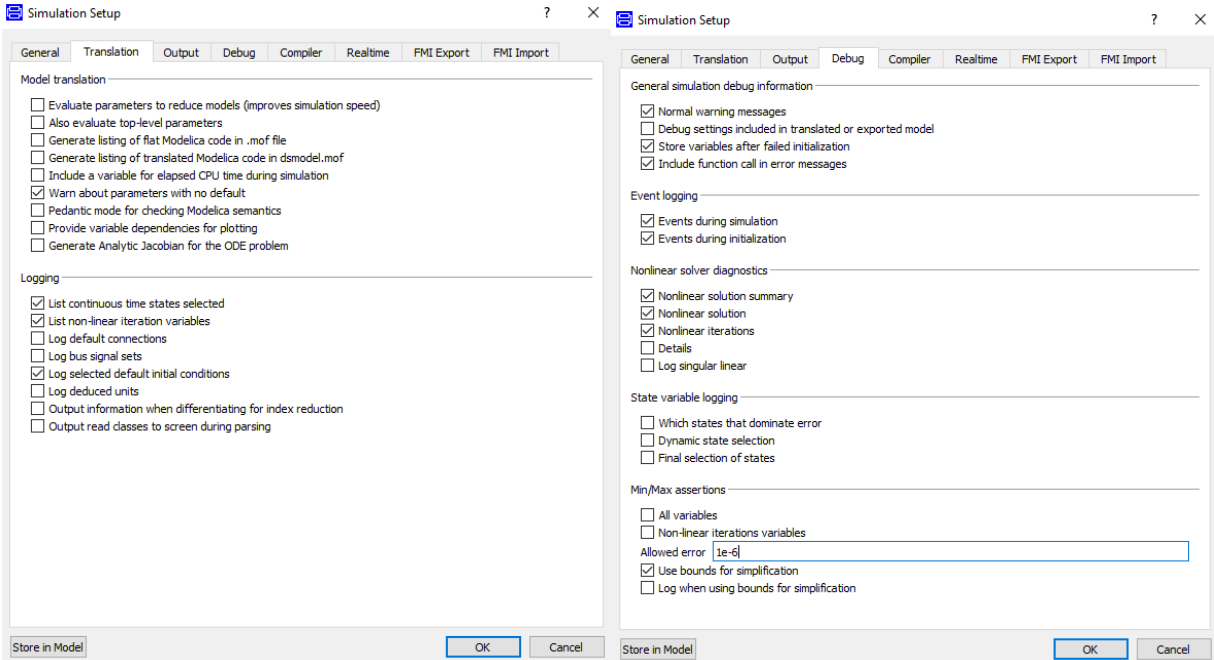 Simulation Setup
?
General Translation Output Debug Compiler Realtime FMI Export FMI Import
Model translation
Evaluate parameters to reduce models (improves simulation speed)
Also evaluate top-level parameters
Generate listing of flat Modelica code in .mof file
Generate listing of translated Modelica code in dsmodel.mof
Include a variable for elapsed CPU time during simulation
Warn about parameters with no default
Pedantic mode for checking Modelica semantics
Provide variable dependencies for plotting
Generate Analytic Jacobian for the ODE problem
Logging
List continuous time states selected
List non-linear iteration variables
Log default connections
Log bus signal sets
Log selected default initial conditions
Log deduced units
Output information when differentiating for index reduction
Output read classes to screen during parsing
Store in Model OK Cancel
Simulation Setup
?
General Translation Output Debug Compiler Realtime FMI Export FMI Import
General simulation debug information
Normal warning messages
Debug settings included in translated or exported model
Store variables after failed initialization
Include function call in error messages
Event logging
Events during simulation
Events during initialization
Nonlinear solver diagnostics
Nonlinear solution summary
Nonlinear solution
Nonlinear iterations
Details
Log singular linear
State variable logging
Which states that dominate error
Dynamic state selection
Final selection of states
Min/Max assertions
All variables
Non-linear iterations variables
Allowed error 1e-6
Use bounds for simplification
Log when using bounds for simplification
Store in Model OK Cancel